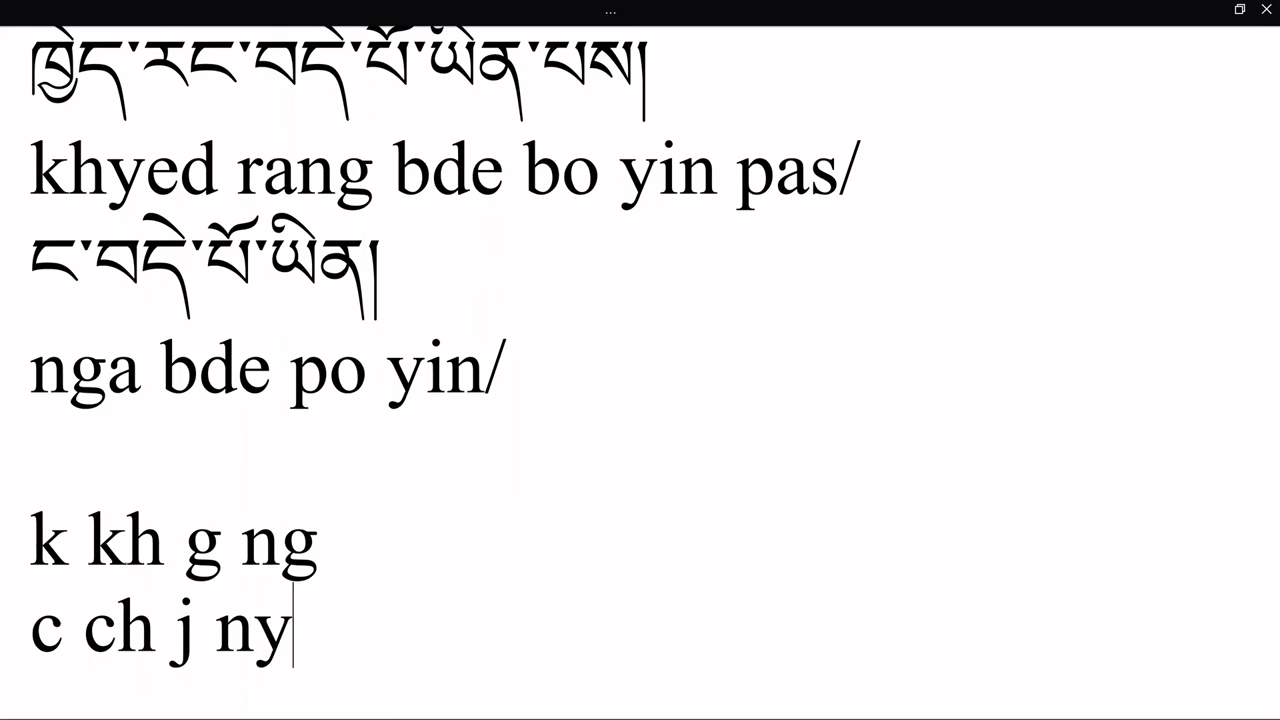 ཁྱེད་རང་བདེ་པོ་ཡིན་པས།
khyed rang bde bo yin pas/
ང་བདེ་པོ་ཡིན།
nga bde po yin/
k kh g ng
c ch j ny